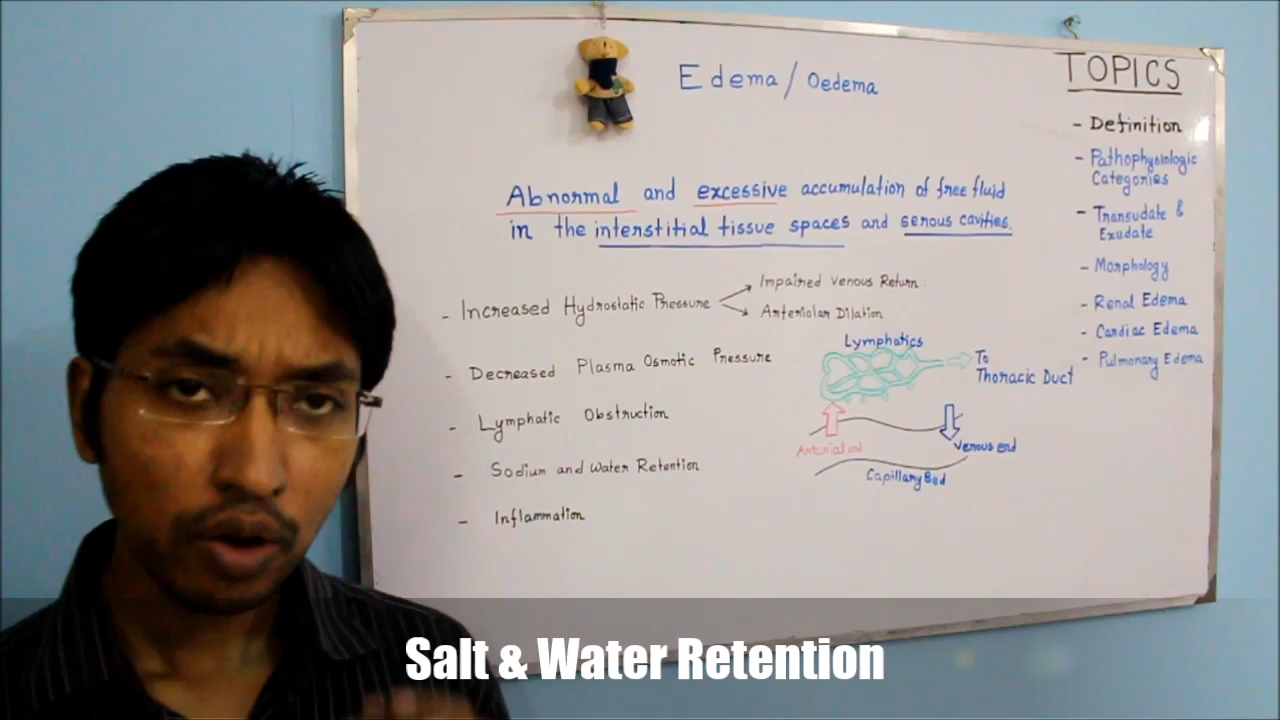 Edema / Oedema
Abnormal and excessive accumulation of free fluid
in the interstitial tissue spaces and serous cavities.
- Increased Hydrostatic Pressure
Impaired Venous Return
Arteriolar Dilation
- Decreased Plasma Osmotic Pressure
- Lymphatic Obstruction
- Sodium and Water Retention
- Inflammation
Lymphatics
To
Thoracic Duct
Arterial end
Venous end
Capillary Bed
TOPICS
- Definition
- Pathophysiologic
Categories
- Transudate &
Exudate
- Morphology
- Renal Edema
- Cardiac Edema
- Pulmonary Edema
Salt & Water Retention